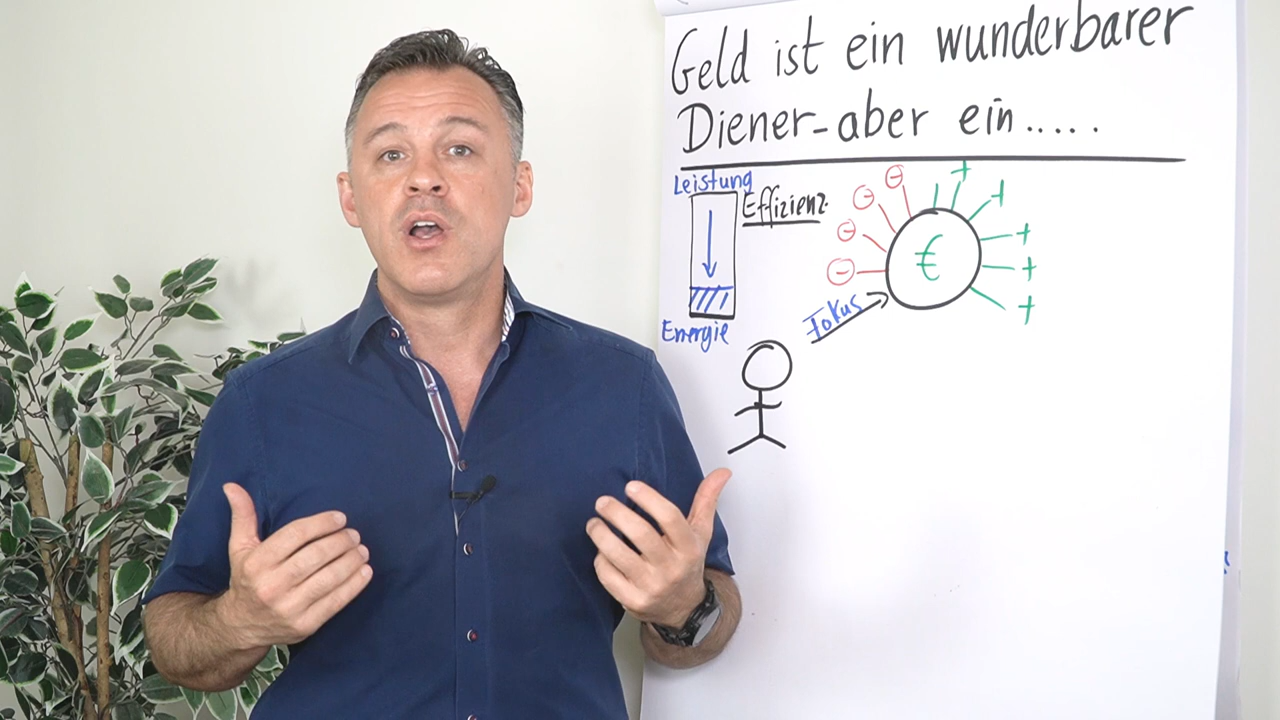 Geld ist ein wunderbarer
Diener-aber ein.....
Leistung
Effizienz
€
Fokus
Energie